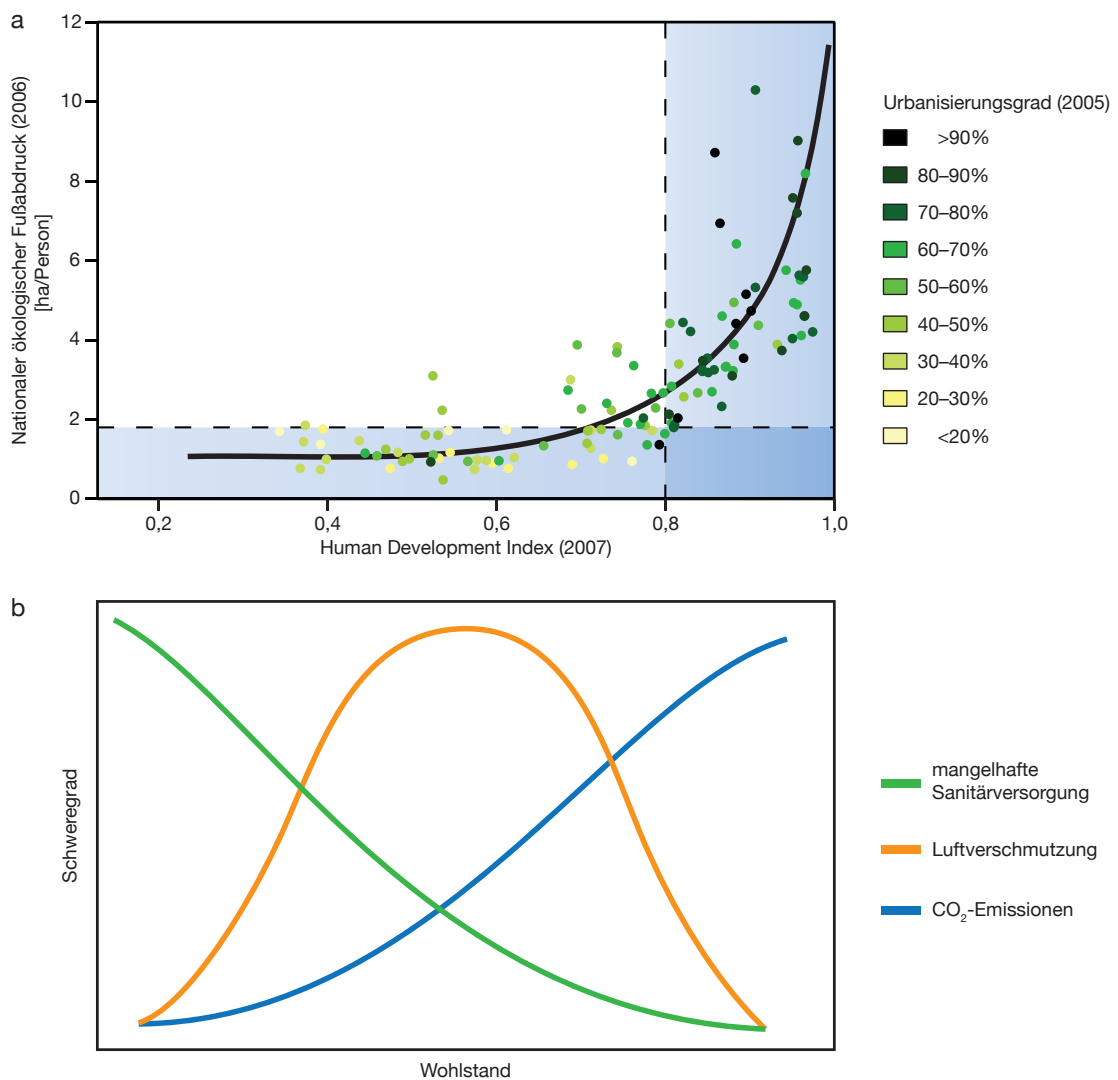 a
Nationaler ökologischer Fußabdruck (2006)
[ha/Person]
12
10
8
6
4
2
0
0,2
0,4
0,6
0,8
1,0
Human Development Index (2007)
Urbanisierungsgrad (2005)
>90%
80–90%
70–80%
60–70%
50–60%
40–50%
30–40%
20–30%
<20%
b
Schweregrad
Wohlstand
mangelhafte
Sanitärversorgung
Luftverschmutzung
CO₂-Emissionen